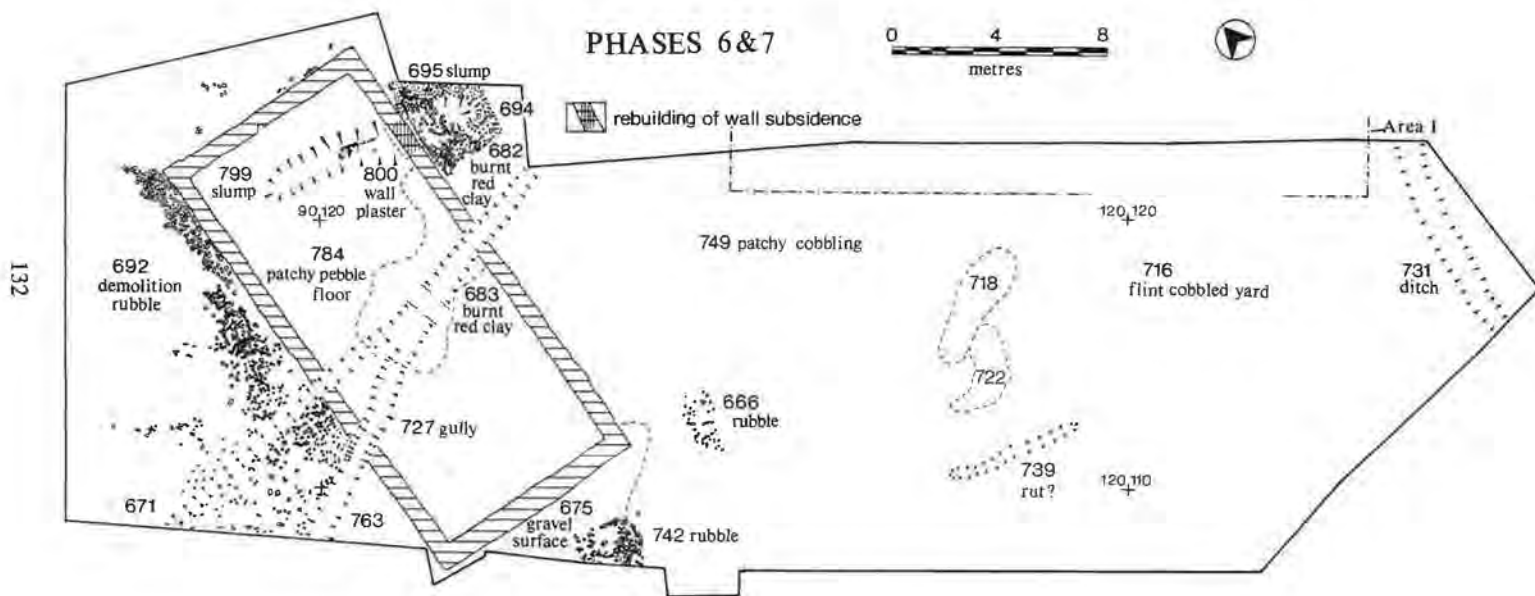 PHASES 6&7
0 4 8
metres
695 slump
694
rebuilding of wall subsidence
Area I
682
burnt
red
clay
799
slump
800
wall
plaster
90,120
120,120
749 patchy cobbling
692
demolition
rubble
784
patchy pebble
floor
718
716
flint cobbled yard
731
ditch
683
burnt
red clay
132
722
666
rubble
727 gully
739
rut?
120,110
671
763
675
gravel
surface
742 rubble